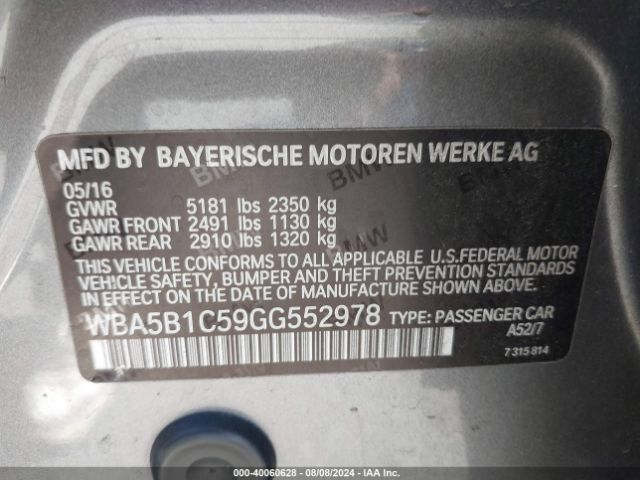 MFD BY BAYERISCHE MOTOREN WERKE AG
05/16
GVWR 5181 lbs 2350 kg
GAWR FRONT 2491 lbs 1130 kg
GAWR REAR 2910 lbs 1320 kg
THIS VEHICLE CONFORMS TO ALL APPLICABLE U.S.FEDERAL MOTOR
VEHICLE SAFETY, BUMPER AND THEFT PREVENTION STANDARDS
IN EFFECT ON THE DATE OF MANUFACTURE SHOWN ABOVE.
WBA5B1C59GG552978 TYPE: PASSENGER CAR
A52/7
7 315 814
000-40060628 - 08/08/2024 - IAA Inc.